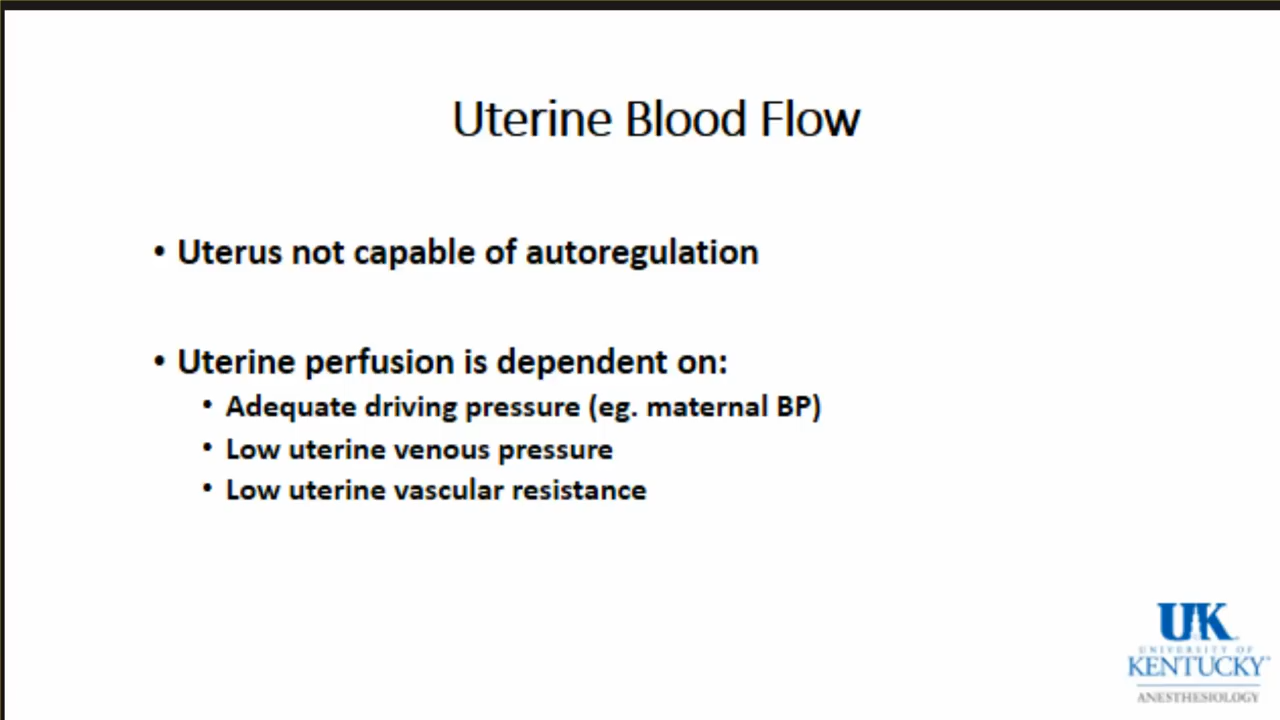 Uterine Blood Flow
• Uterus not capable of autoregulation
• Uterine perfusion is dependent on:
• Adequate driving pressure (eg. maternal BP)
• Low uterine venous pressure
• Low uterine vascular resistance
UK
UNIVERSITY OF
KENTUCKY
ANESTHESIOLOGY